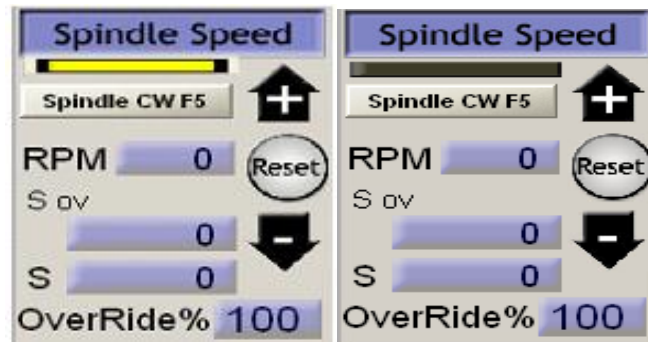 Spindle Speed
Spindle CW F5
+
RPM 0
Reset
S ov
0
-
S 0
OverRide% 100
Spindle Speed
Spindle CW F5
+
RPM 0
Reset
S ov
0
-
S 0
OverRide% 100